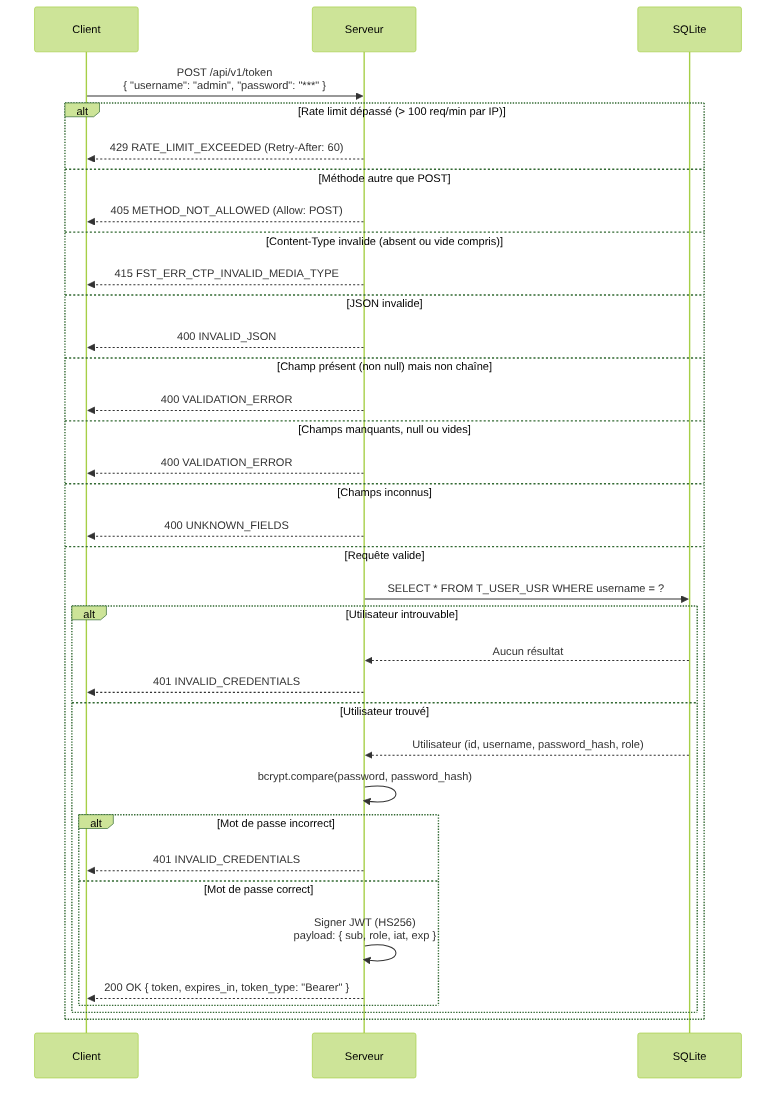 Client
Serveur
SQLite
POST /api/v1/token
{ "username": "admin", "password": "***" }
alt
[Rate limit dépassé (> 100 req/min par IP)]
429 RATE_LIMIT_EXCEEDED (Retry-After: 60)
[Méthode autre que POST]
405 METHOD_NOT_ALLOWED (Allow: POST)
[Content-Type invalide (absent ou vide compris)]
415 FST_ERR_CTP_INVALID_MEDIA_TYPE
[JSON invalide]
400 INVALID_JSON
[Champ présent (non null) mais non chaîne]
400 VALIDATION_ERROR
[Champs manquants, null ou vides]
400 VALIDATION_ERROR
[Champs inconnus]
400 UNKNOWN_FIELDS
[Requête valide]
SELECT * FROM T_USER_USR WHERE username = ?
alt
[Utilisateur introuvable]
Aucun résultat
401 INVALID_CREDENTIALS
[Utilisateur trouvé]
Utilisateur (id, username, password_hash, role)
bcrypt.compare(password, password_hash)
alt
[Mot de passe incorrect]
401 INVALID_CREDENTIALS
[Mot de passe correct]
Signer JWT (HS256)
payload: { sub, role, iat, exp }
200 OK { token, expires_in, token_type: "Bearer" }
Client
Serveur
SQLite